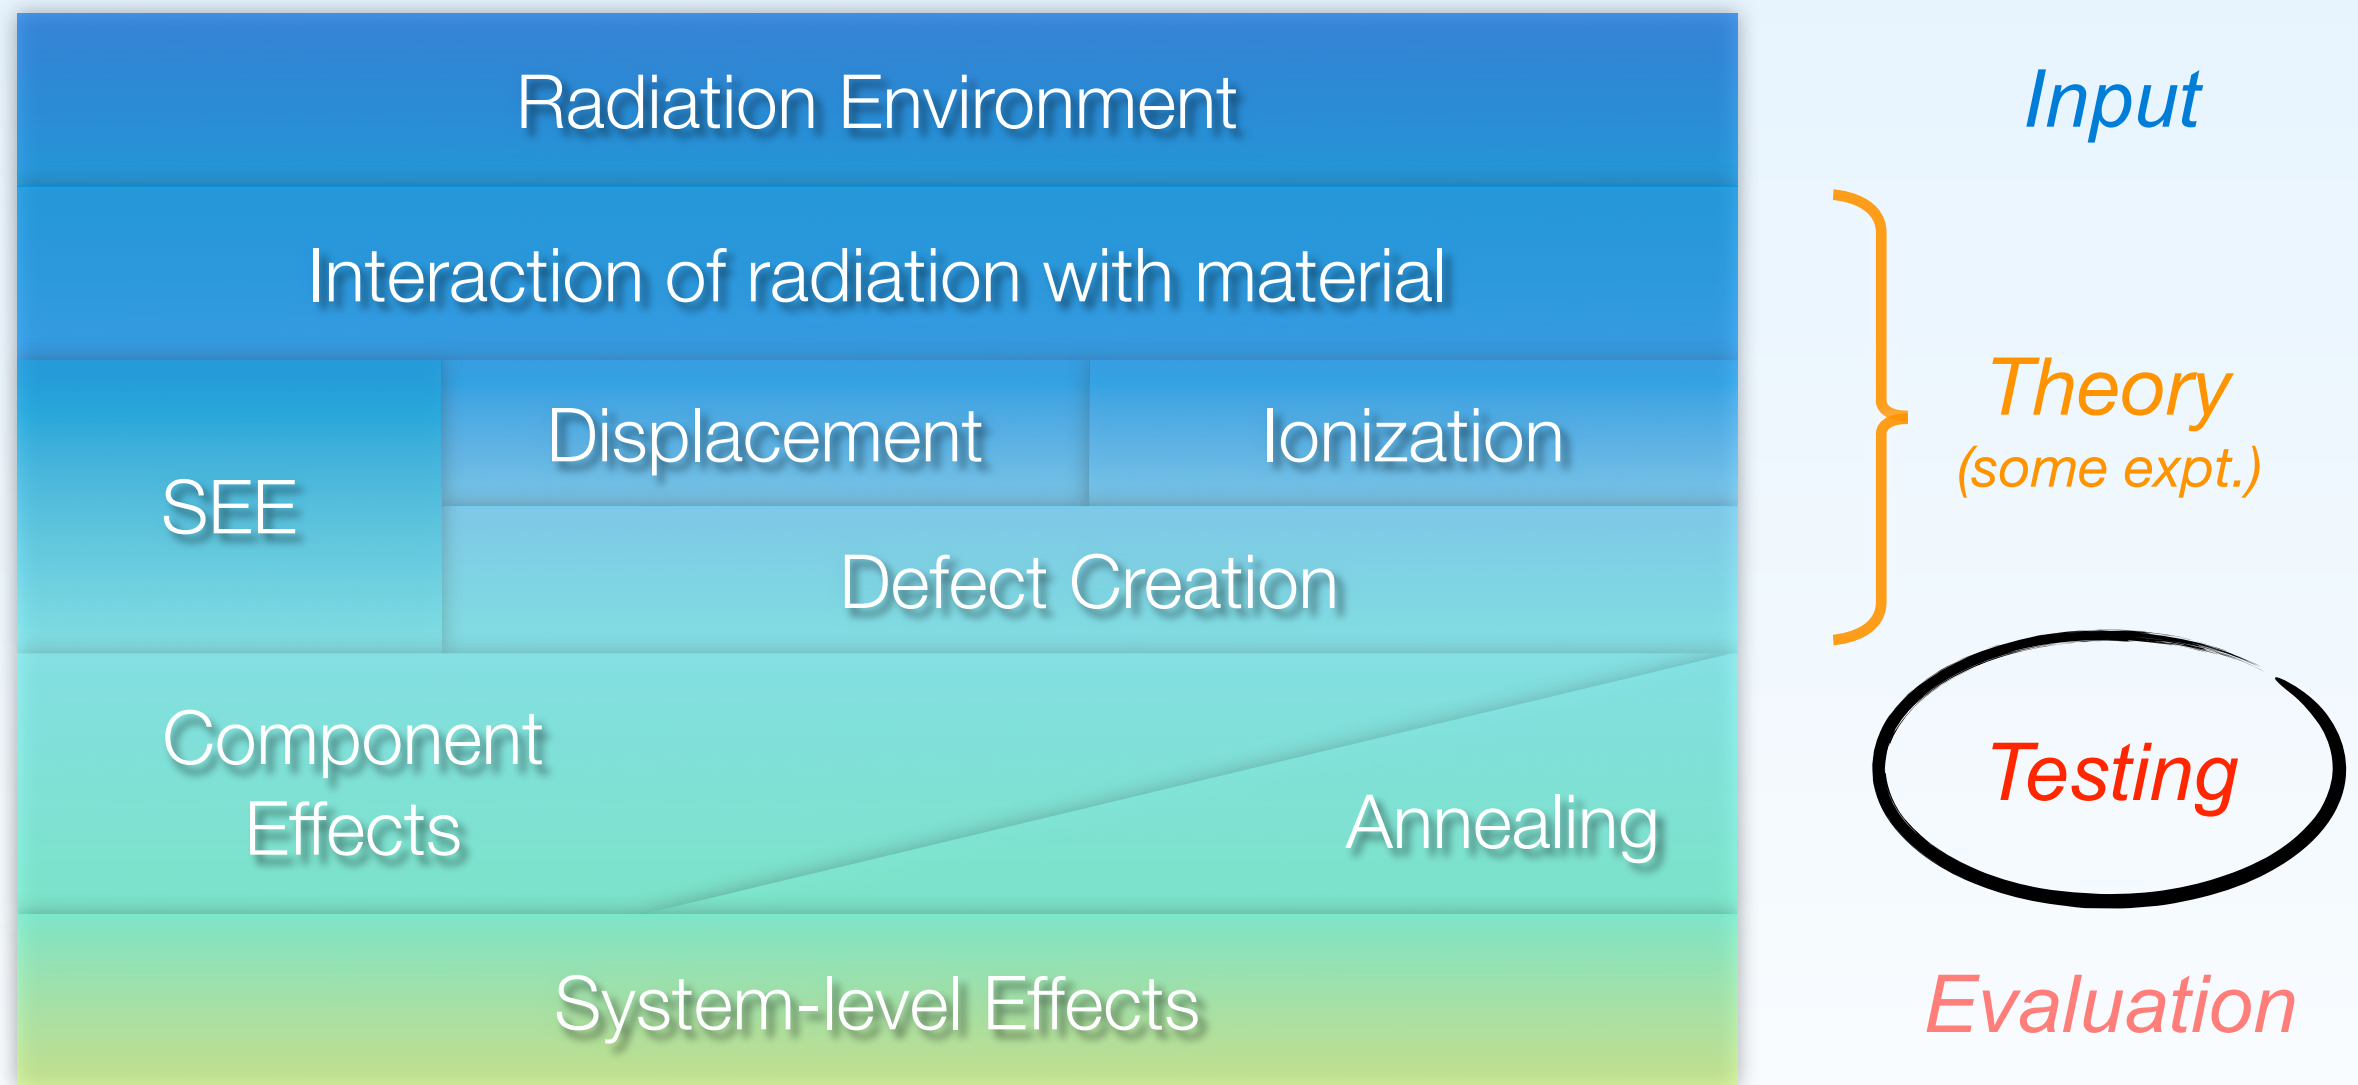 Radiation Environment
Input
Interaction of radiation with material
SEE
Displacement
Ionization
Defect Creation
Theory
(some expt.)
Component
Effects
Annealing
Testing
System-level Effects
Evaluation